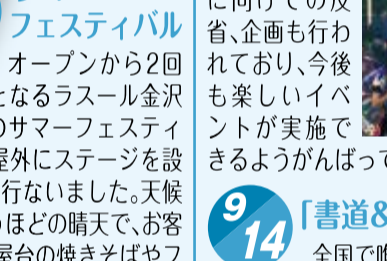 フェスティバル
オープンから2回
となるラスール金沢
のサマーフェスティ
屋外にステージを設
行ないました。天候
ほどの晴天で、お客
屋台の焼きそばやフ
に向けての反
省、企画も行わ
れており、今後
も楽しいイベ
ントが実施で
きるようがんばって
9
14
「書道&
全国で